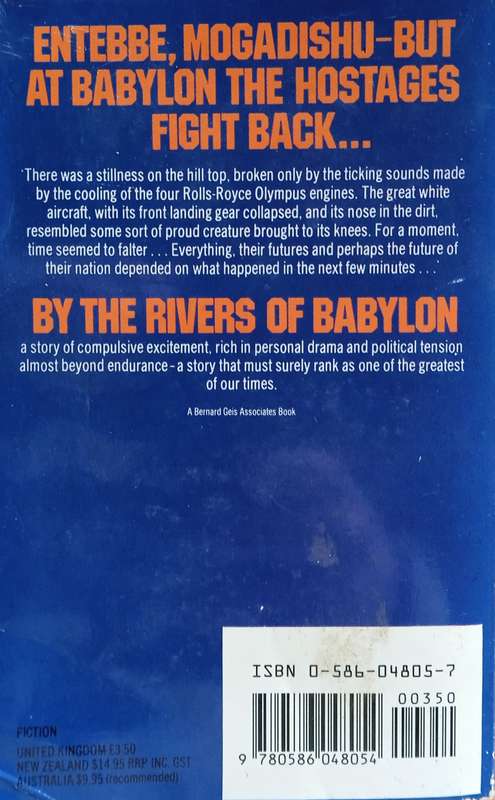 ENTEBBE, MOGADISHU-BUT
AT BABYLON THE HOSTAGES
FIGHT BACK...
'There was a stillness on the hill top, broken only by the ticking sounds made
by the cooling of the four Rolls-Royce Olympus engines. The great white
aircraft, with its front landing gear collapsed, and its nose in the dirt,
resembled some sort of proud creature brought to its knees. For a moment,
time seemed to falter . . . Everything, their futures and perhaps the future of
their nation depended on what happened in the next few minutes . . .'
BY THE RIVERS OF BABYLON
a story of compulsive excitement, rich in personal drama and political tension
almost beyond endurance - a story that must surely rank as one of the greatest
of our times.
A Bernard Geis Associates Book
ISBN 0-586-04805-7
00350
9 780586 048054
FICTION
UNITED KINGDOM £3.50
NEW ZEALAND $14.95 RRP INC. GST
AUSTRALIA $9.95 (recommended)